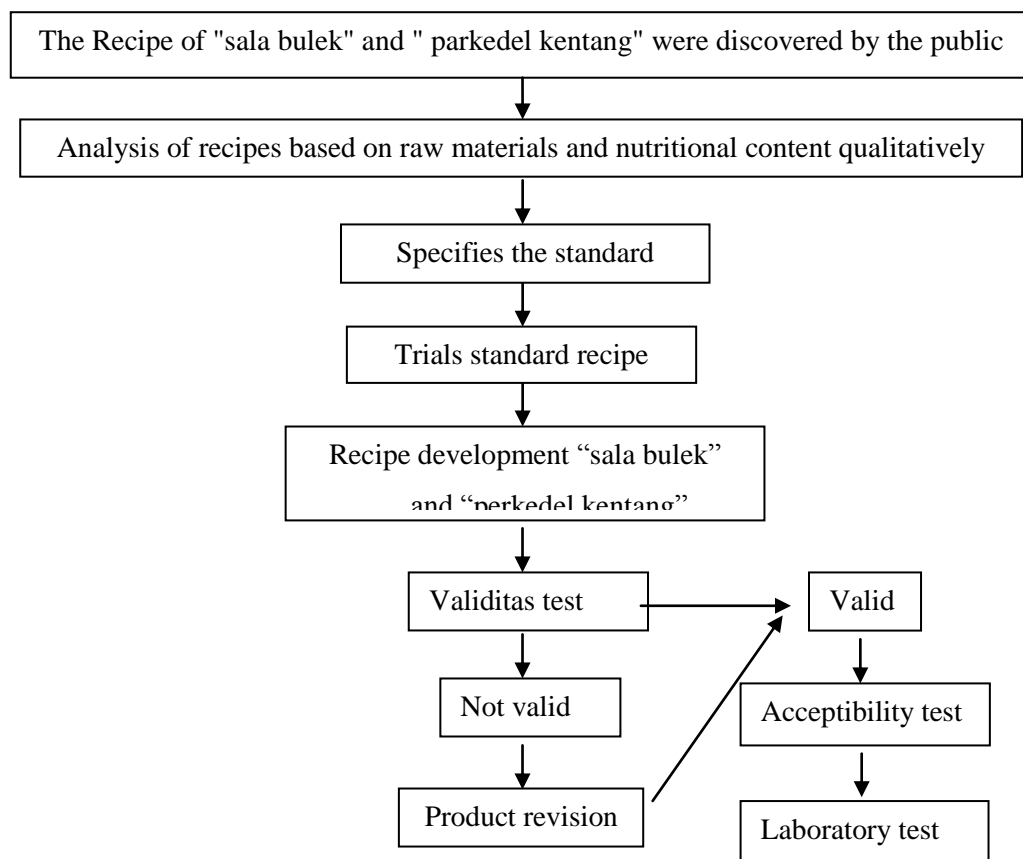 The Recipe of "sala bulek" and " parkedel kentang" were discovered by the public
Analysis of recipes based on raw materials and nutritional content qualitatively
Specifies the standard
Trials standard recipe
Recipe development “sala bulek”
and “perkedel kentang”
Validitas test
Valid
Not valid
Acceptibility test
Product revision
Laboratory test